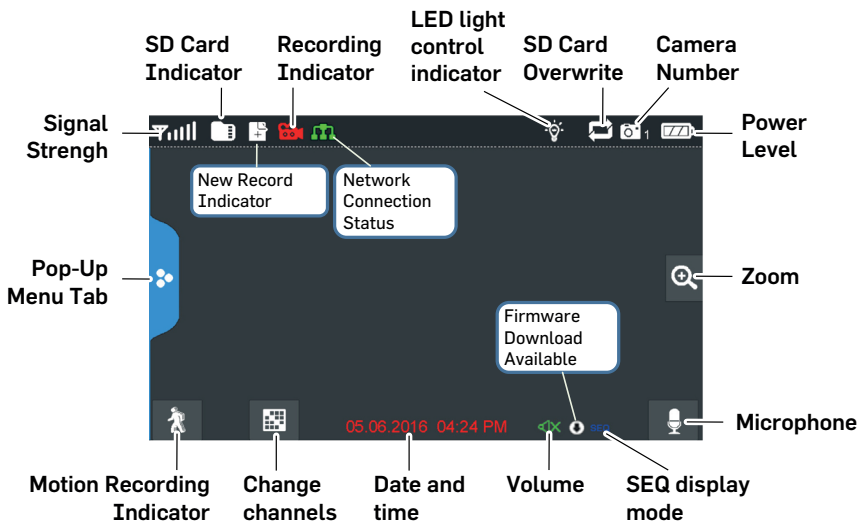 LED light
control
indicator
SD Card
Indicator
Recording
Indicator
SD Card
Overwrite
Camera
Number
Signal
Strengh
1
Power
Level
New Record
Indicator
Network
Connection
Status
Pop-Up
Menu Tab
Zoom
Firmware
Download
Available
05.06.2016 04:24 PM
SEQ
Microphone
Motion Recording
Indicator
Change
channels
Date and
time
Volume
SEQ display
mode